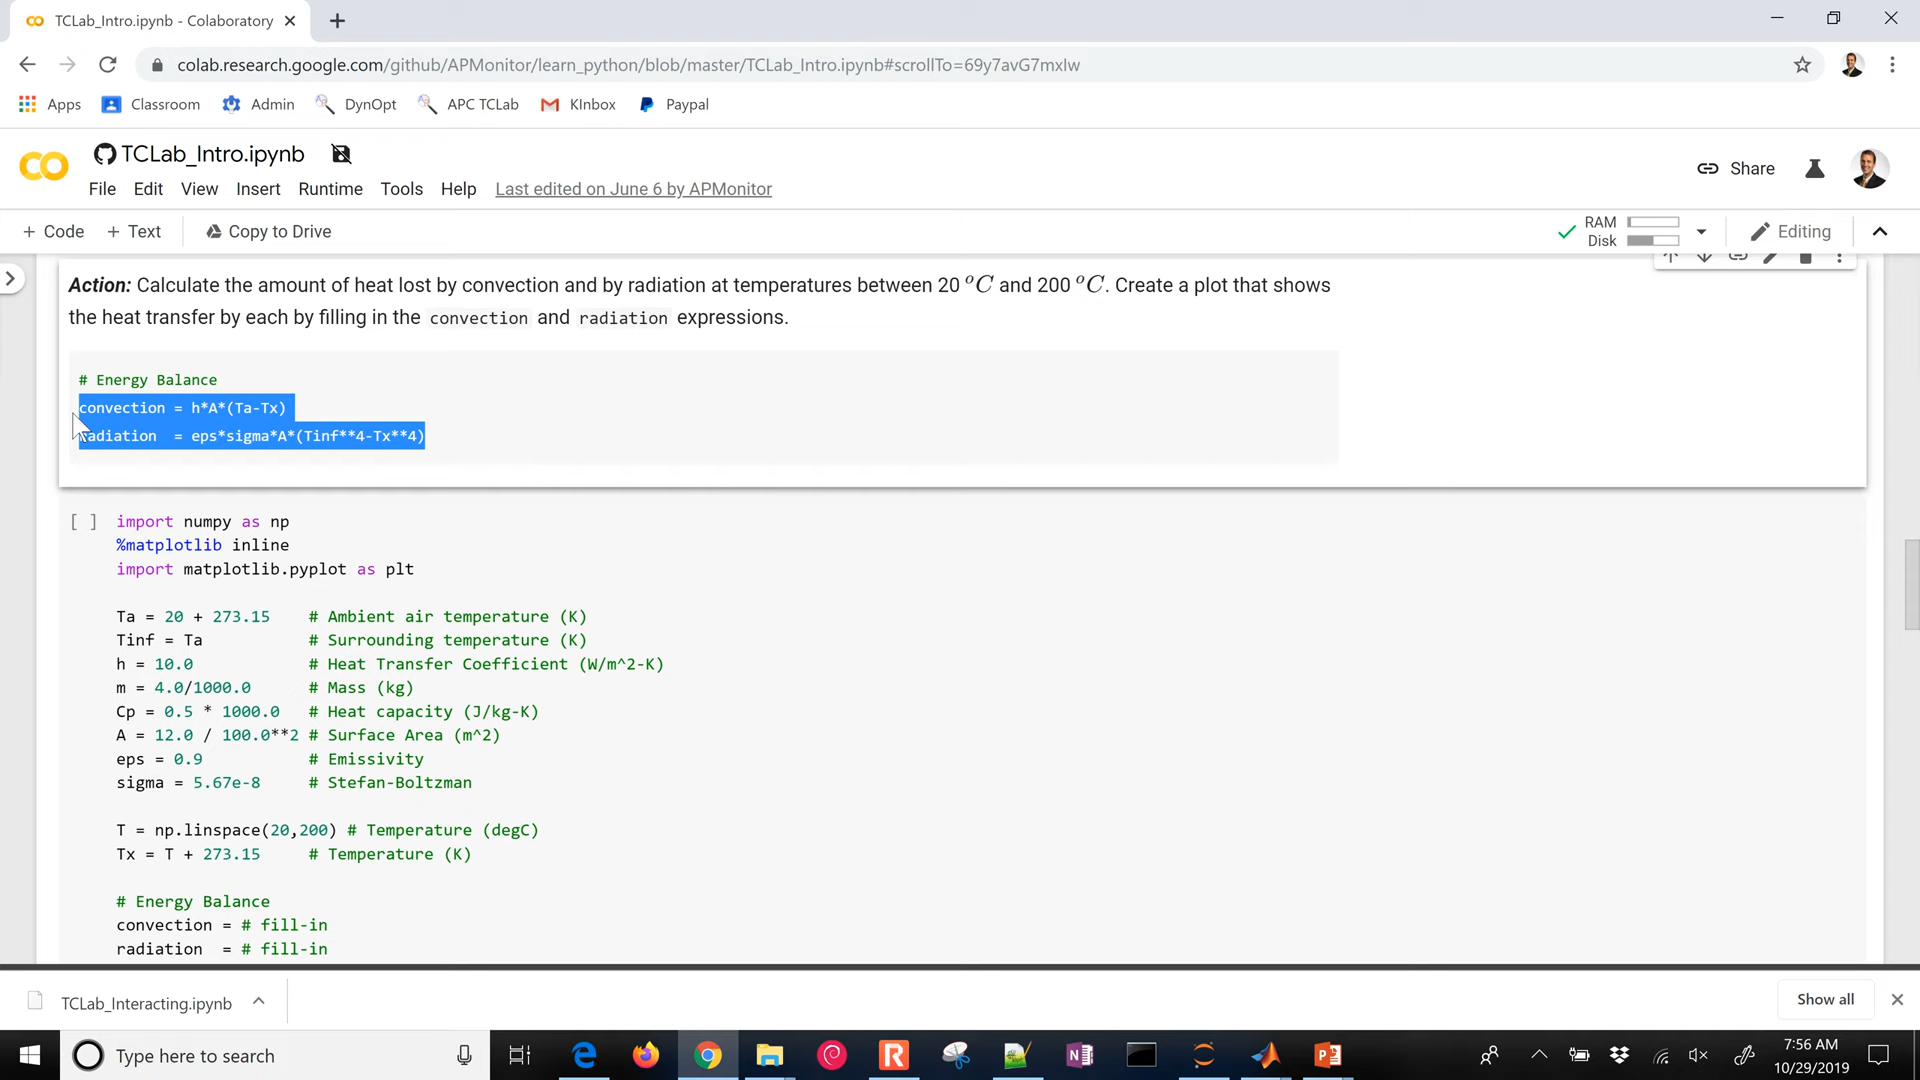 TCLab_Intro.ipynb - Colaboratory
colab.research.google.com/github/APMonitor/learn_python/blob/master/TCLab_Intro.ipynb#scrollTo=69y7avG7mxlw
Apps Classroom Admin DynOpt APC TCLab KInbox Paypal
TCLab_Intro.ipynb
Share
File Edit View Insert Runtime Tools Help Last edited on June 6 by APMonitor
+ Code + Text Copy to Drive
RAM
Disk
Editing
Action: Calculate the amount of heat lost by convection and by radiation at temperatures between 20 °C and 200 °C. Create a plot that shows
the heat transfer by each by filling in the convection and radiation expressions.
# Energy Balance
convection = h*A*(Ta-Tx)
radiation  = eps*sigma*A*(Tinf**4-Tx**4)
[ ] import numpy as np
%matplotlib inline
import matplotlib.pyplot as plt
Ta = 20 + 273.15    # Ambient air temperature (K)
Tinf = Ta           # Surrounding temperature (K)
h = 10.0            # Heat Transfer Coefficient (W/m^2-K)
m = 4.0/1000.0      # Mass (kg)
Cp = 0.5 * 1000.0   # Heat capacity (J/kg-K)
A = 12.0 / 100.0**2 # Surface Area (m^2)
eps = 0.9           # Emissivity
sigma = 5.67e-8     # Stefan-Boltzman
T = np.linspace(20,200) # Temperature (degC)
Tx = T + 273.15     # Temperature (K)
# Energy Balance
convection = # fill-in
radiation  = # fill-in
TCLab_Interacting.ipynb
Show all
Type here to search
7:56 AM
10/29/2019